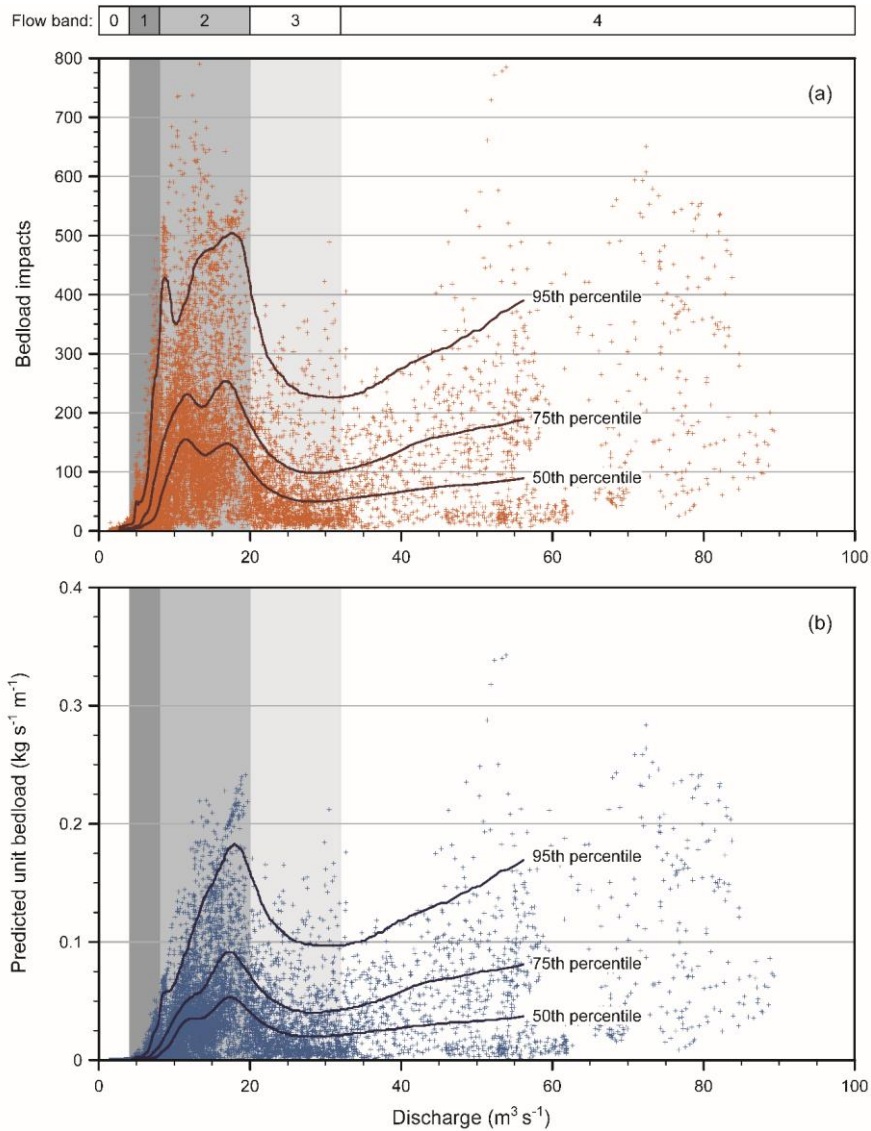 Flow band: 0 1 2 3 4
800
(a)
700
600
500
Bedload impacts
400
95th percentile
300
200
75th percentile
100
50th percentile
0
0 20 40 60 80 100
0.4
(b)
0.3
Predicted unit bedload (kg s⁻¹ m⁻¹)
0.2
95th percentile
0.1
75th percentile
50th percentile
0
0 20 40 60 80 100
Discharge (m³ s⁻¹)